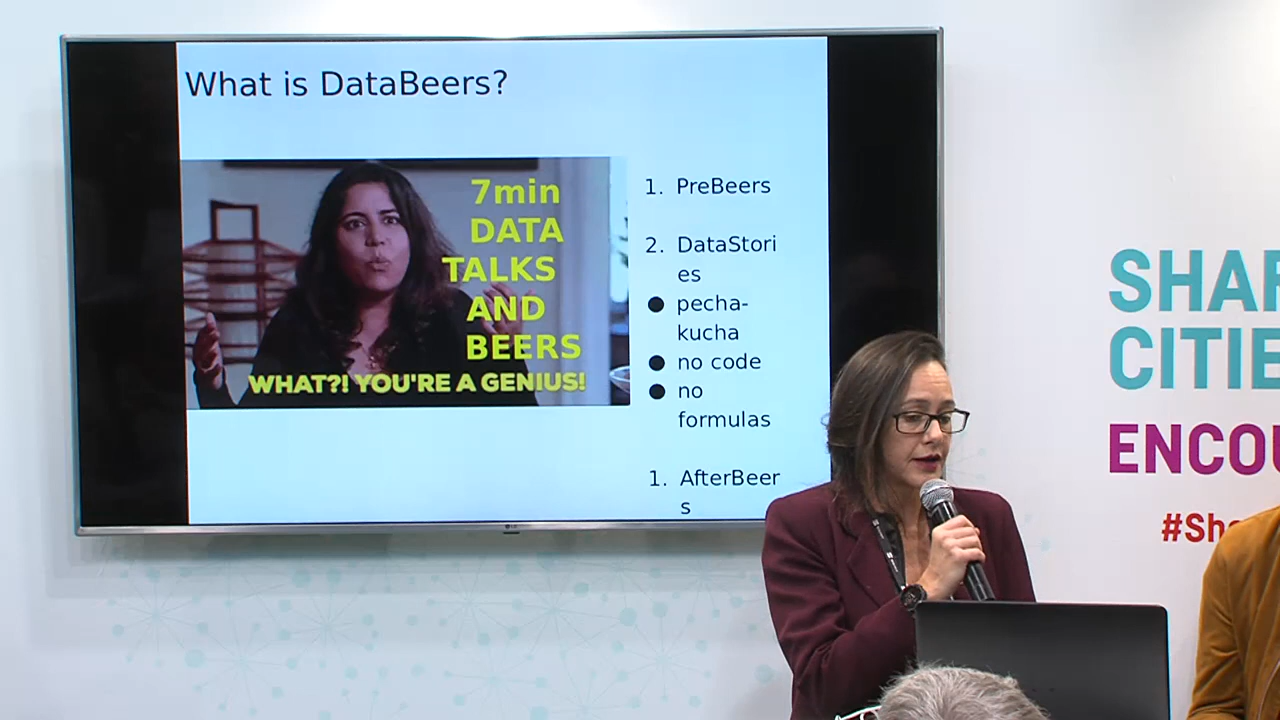 What is DataBeers?
7min
DATA
TALKS
AND
BEERS
WHAT?! YOU'RE A GENIUS!
1. PreBeers
2. DataStori
es
● pecha-
kucha
● no code
● no
formulas
1. AfterBeer
s
LG
SHAR
CITIE
ENCOU
#Sha